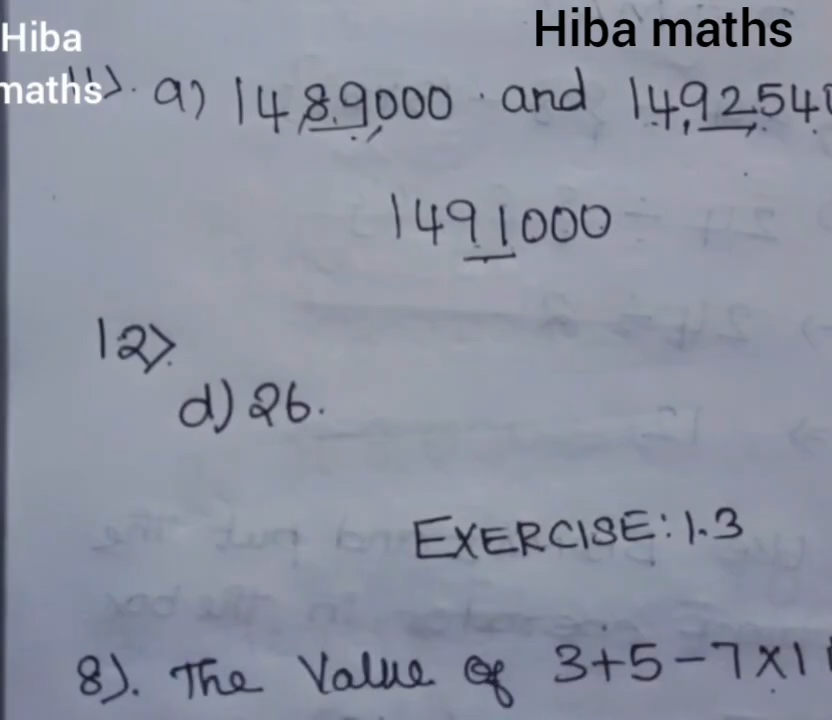 Hiba maths
Hiba maths
11). a) 1489000 and 149254
1491000
12).
d) 26.
EXERCISE: 1.3
8). The Value of 3+5-7×1